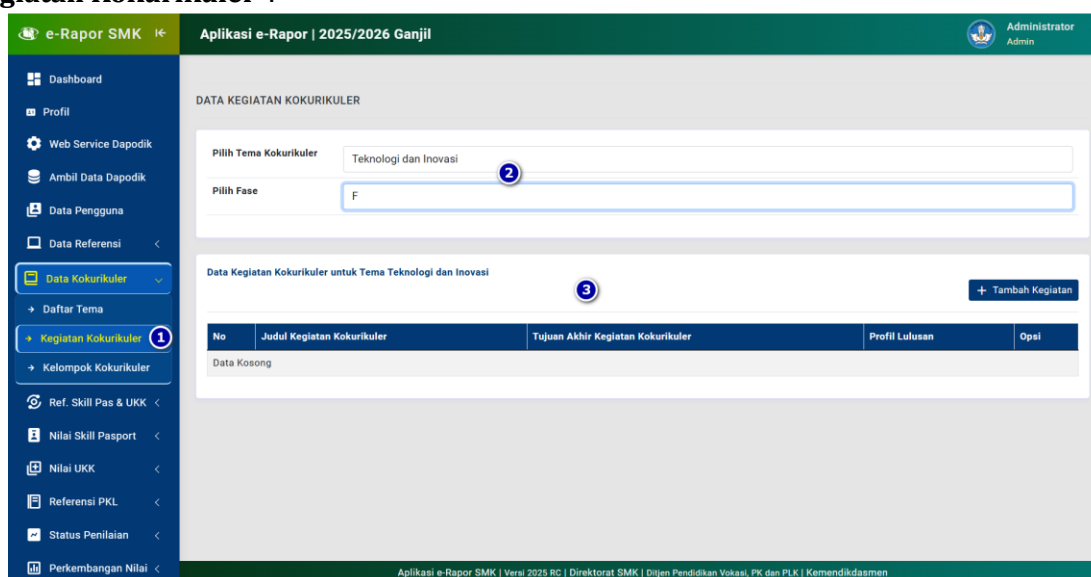 giatan Kokurikuler".
e-Rapor SMK
Aplikasi e-Rapor | 2025/2026 Ganjil
Administrator
Admin
Dashboard
Profil
Web Service Dapodik
Ambil Data Dapodik
Data Pengguna
Data Referensi
Data Kokurikuler
Daftar Tema
Kegiatan Kokurikuler 1
Kelompok Kokurikuler
Ref. Skill Pas & UKK
Nilai Skill Pasport
Nilai UKK
Referensi PKL
Status Penilaian
Perkembangan Nilai
DATA KEGIATAN KOKURIKULER
Pilih Tema Kokurikuler Teknologi dan Inovasi
2
Pilih Fase F
Data Kegiatan Kokurikuler untuk Tema Teknologi dan Inovasi
3
+ Tambah Kegiatan
No Judul Kegiatan Kokurikuler Tujuan Akhir Kegiatan Kokurikuler Profil Lulusan Opsi
Data Kosong
Aplikasi e-Rapor SMK | Versi 2025 RC | Direktorat SMK | Ditjen Pendidikan Vokasi, PK dan PLK | Kemendikdasmen